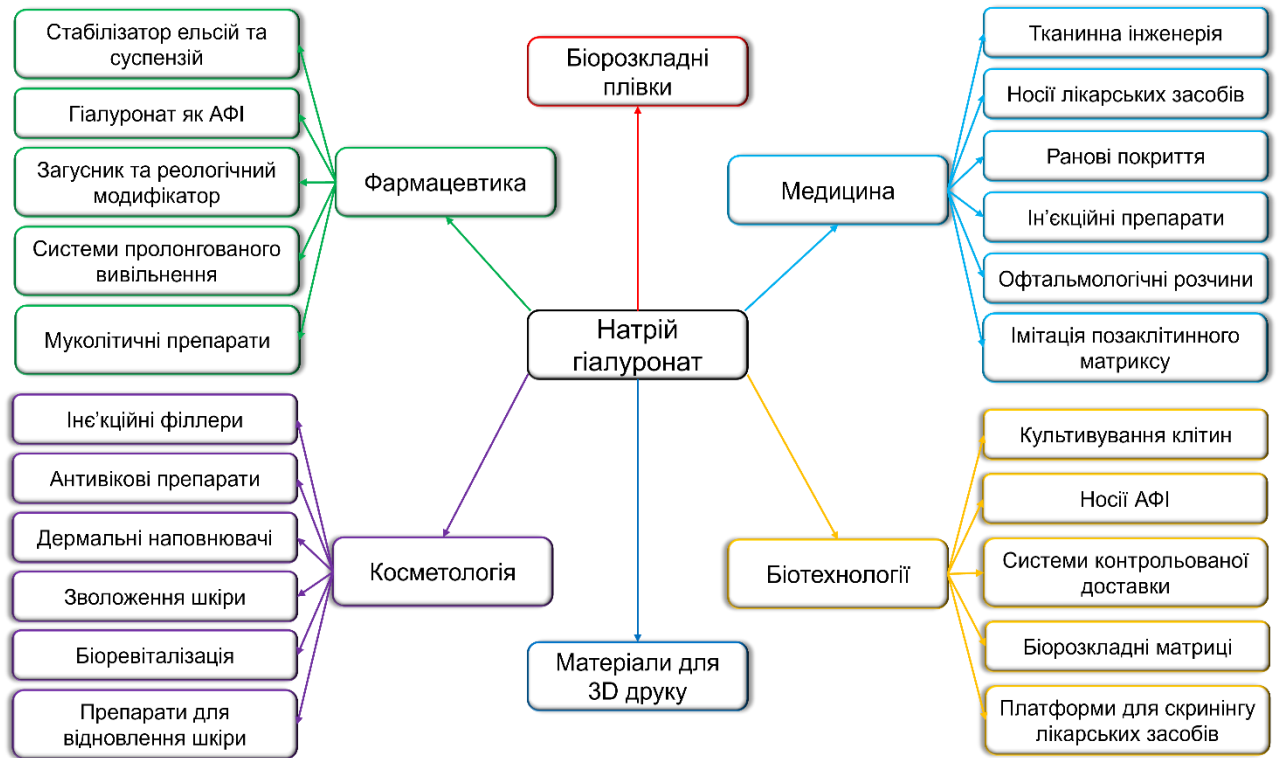 Стабілізатор ельсій та
суспензій
Гіалуронат як АФІ
Загусник та реологічний
модифікатор
Системи пролонгованого
вивільнення
Муколітичні препарати
Фармацевтика
Біорозкладні
плівки
Медицина
Тканинна інженерія
Носії лікарських засобів
Ранові покриття
Ін’єкційні препарати
Офтальмологічні розчини
Імітація позаклітинного
матриксу
Натрій
гіалуронат
Інє’кційні філлери
Антивікові препарати
Дермальні наповнювачі
Зволоження шкіри
Біоревіталізація
Препарати для
відновлення шкіри
Косметологія
Матеріали для
3D друку
Біотехнології
Культивування клітин
Носії АФІ
Системи контрольованої
доставки
Біорозкладні матриці
Платформи для скринінгу
лікарських засобів